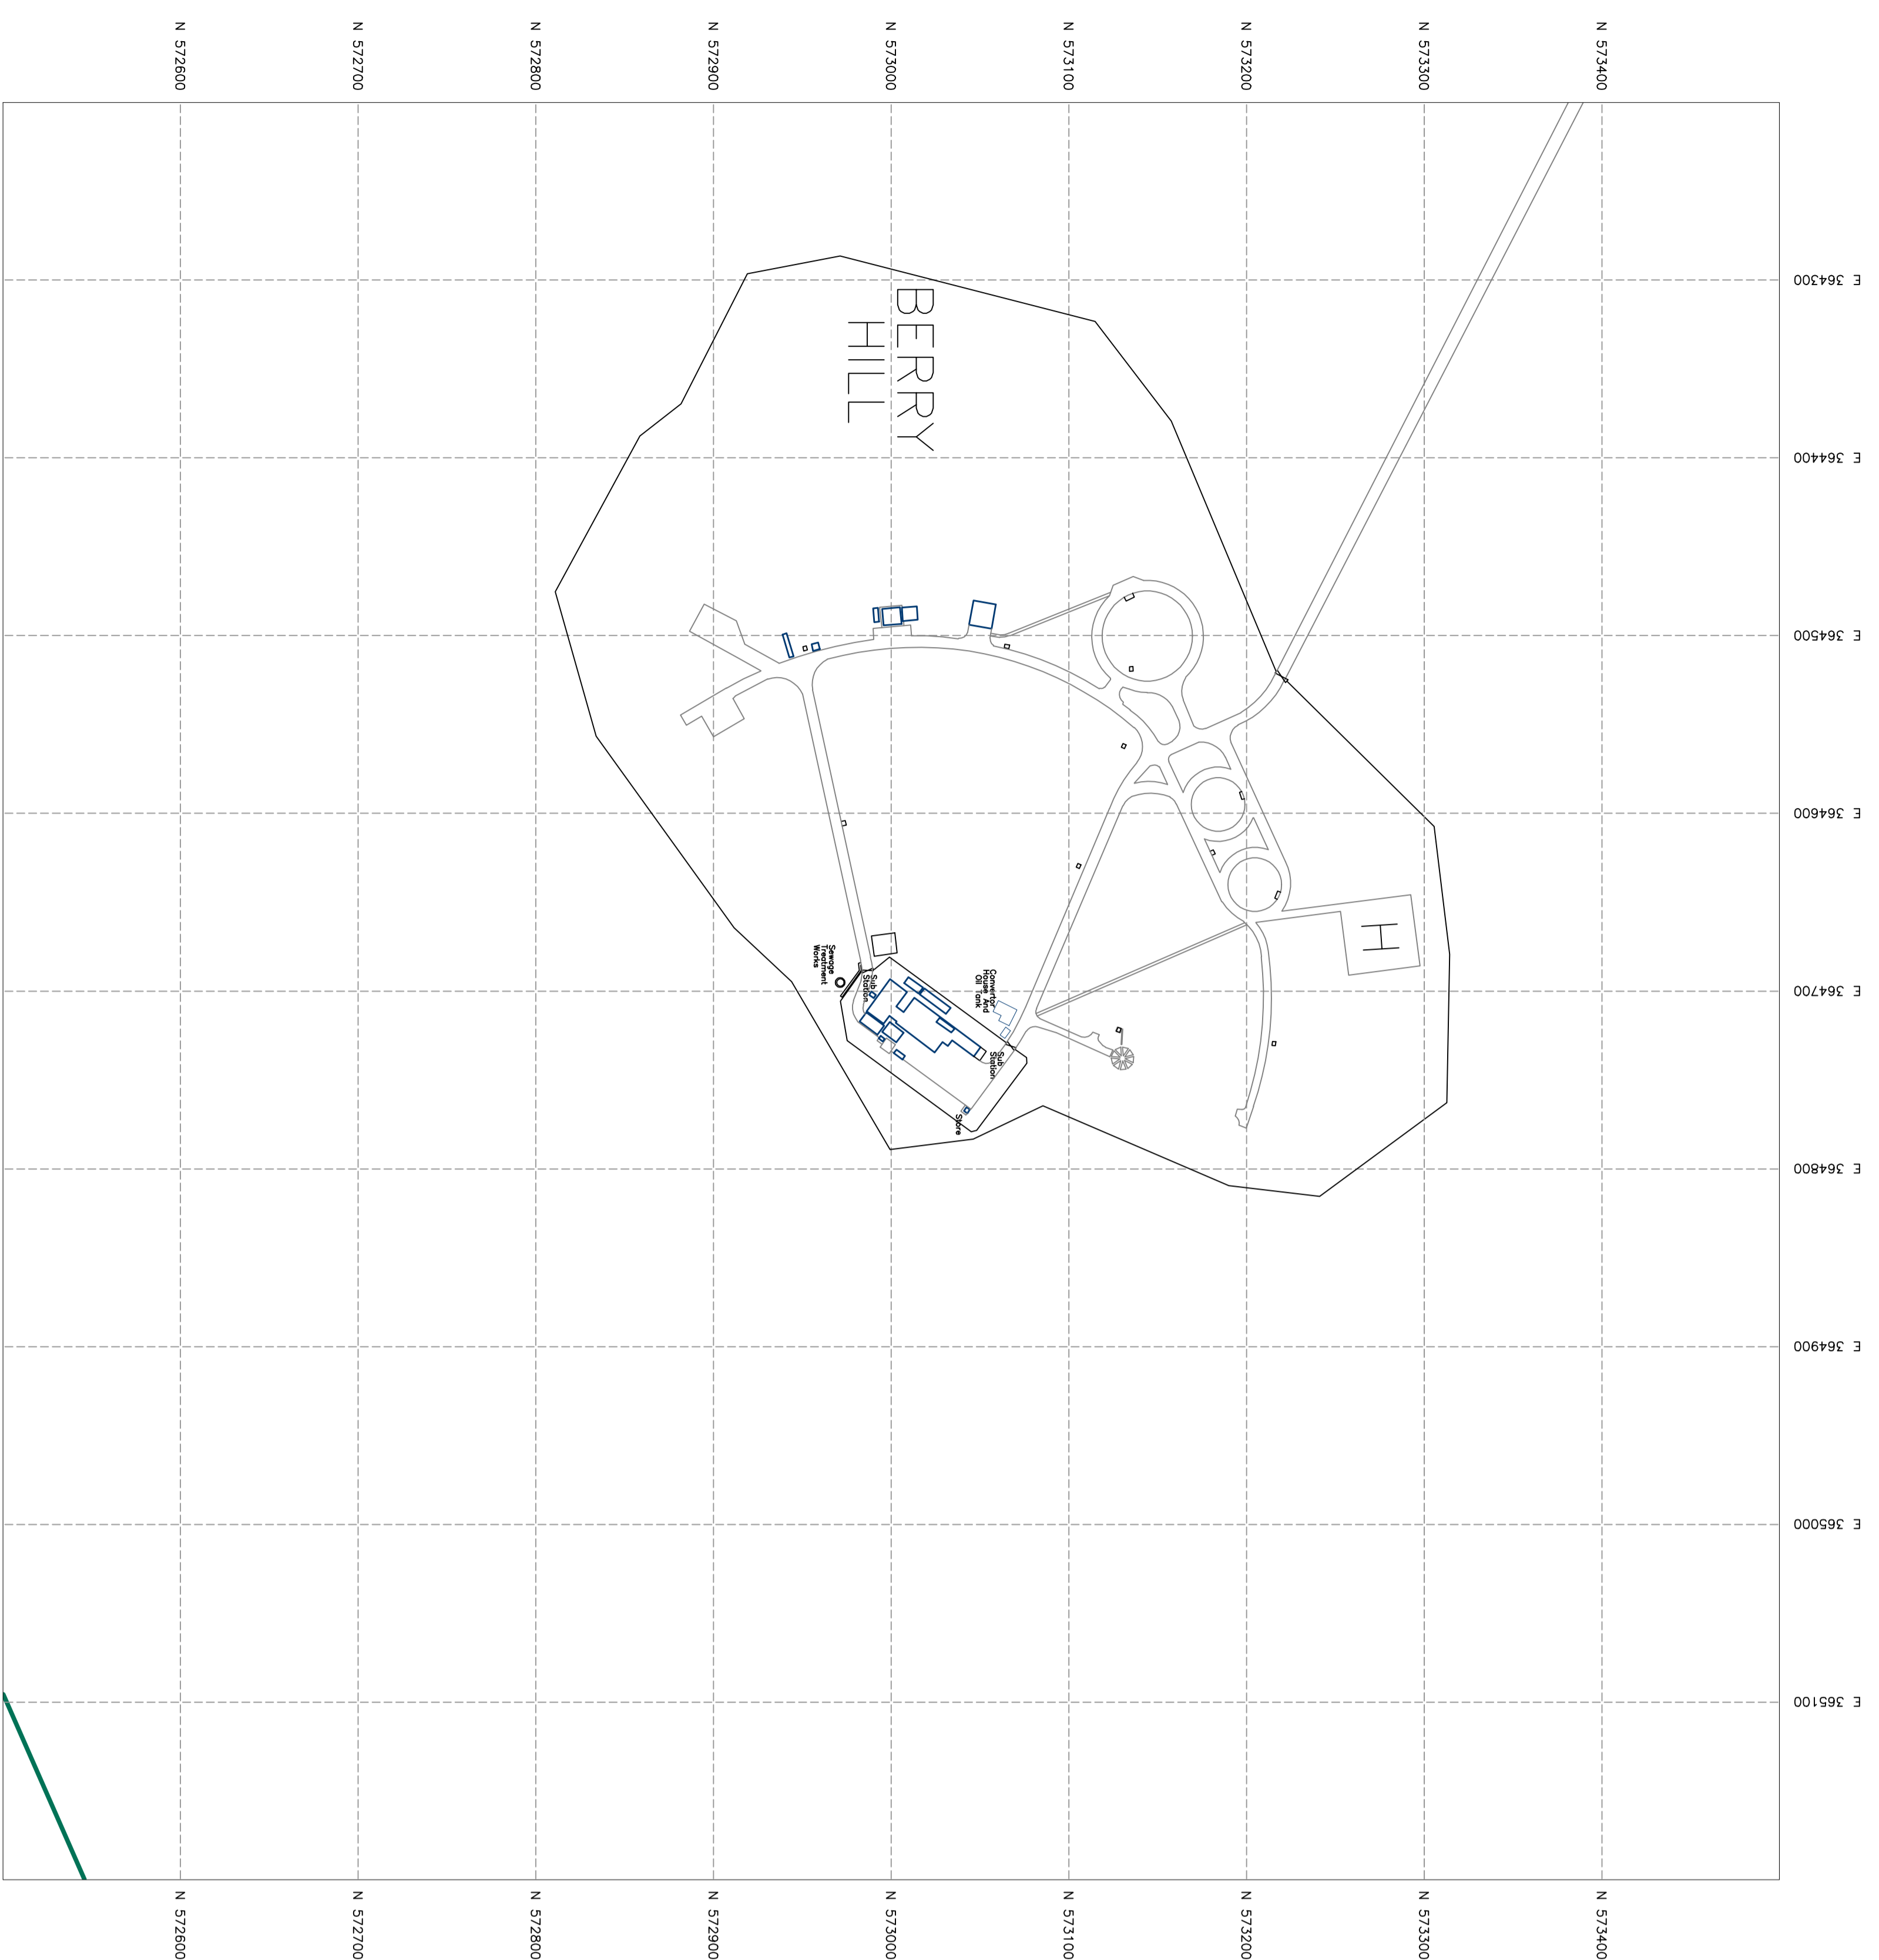 N 572600
N 572700
N 572800
N 572900
N 573000
N 573100
N 573200
N 573300
N 573400
E 364300
E 364400
E 364500
E 364600
E 364700
E 364800
E 364900
E 365000
E 365100
BERRY
HILL
H
Sewage
Treatment
Works
Sub
Station
Convertor
House And
Oil Tank
Sub
Station
Store
N 572600
N 572700
N 572800
N 572900
N 573000
N 573100
N 573200
N 573300
N 573400